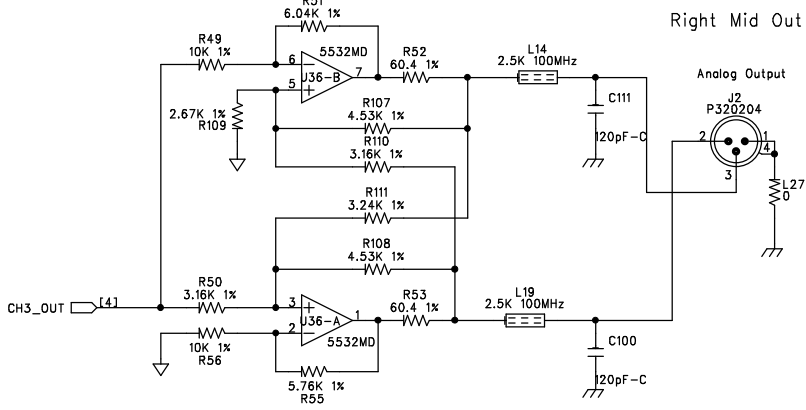 R51
6.04K 1%
Right Mid Out
R49
10K 1%
5532MD
R52
60.4 1%
L14
2.5K 100MHz
6
7
U36-B
5
Analog Output
J2
P320204
C111
2.67K 1%
R109
R107
4.53K 1%
120pF-C
R110
3.16K 1%
2
1
4
3
R111
3.24K 1%
L27
0
R108
4.53K 1%
CH3_OUT
[4]
R50
3.16K 1%
3
R53
60.4 1%
L19
2.5K 100MHz
U36-A
1
2
5532MD
10K 1%
R56
C100
5.76K 1%
R55
120pF-C